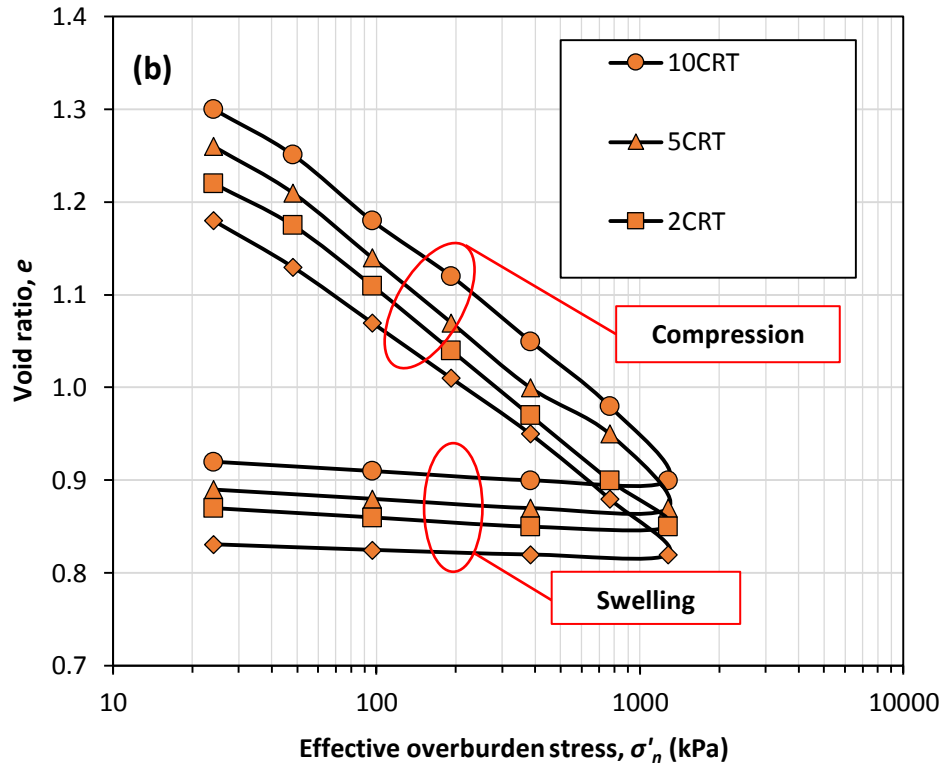 (b)
10CRT
5CRT
2CRT
Compression
Swelling
1.4
1.3
1.2
1.1
1.0
0.9
0.8
0.7
10 100 1000 10000
Void ratio, e
Effective overburden stress, σ'n (kPa)